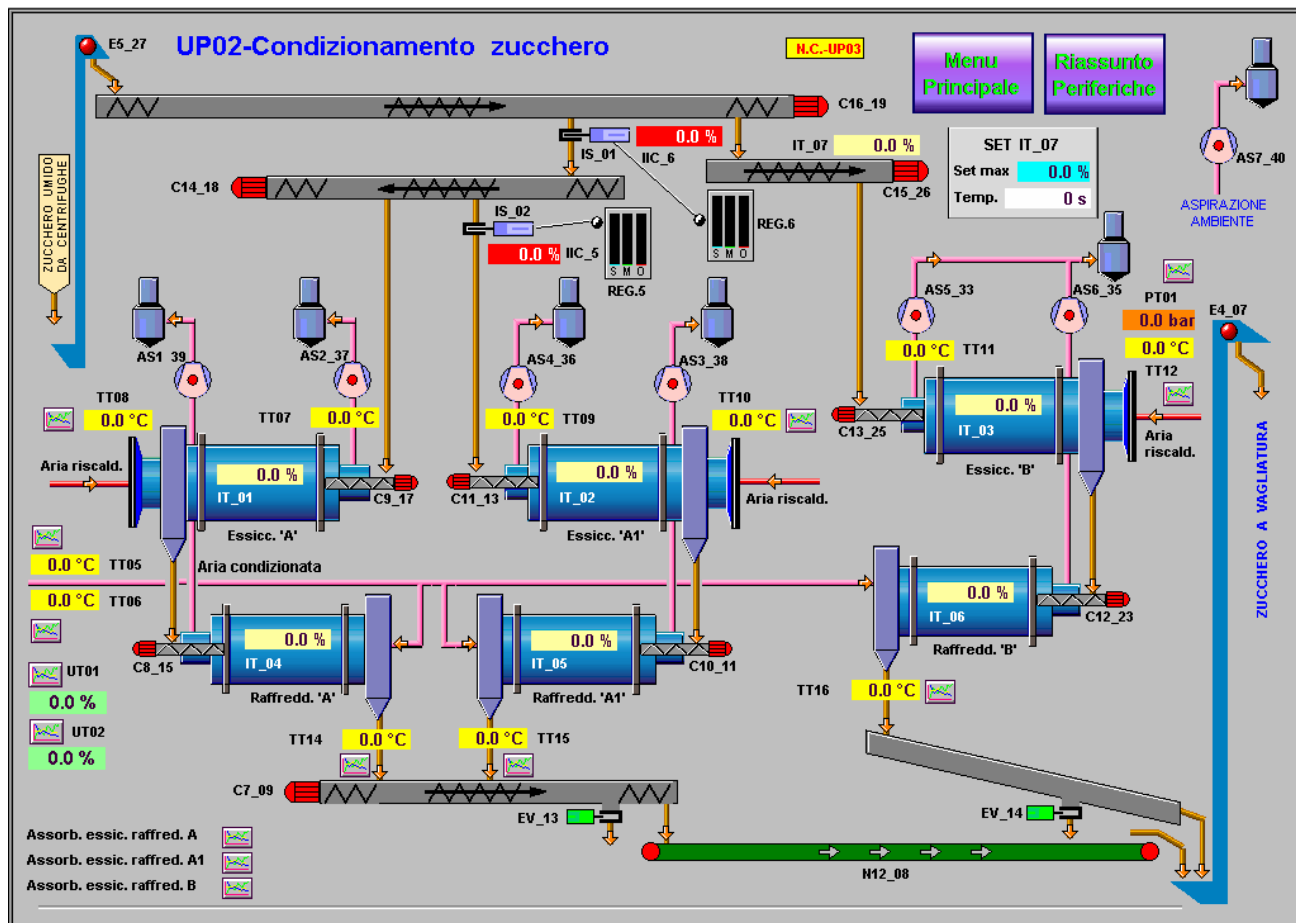 E5_27
UP02-Condizionamento zucchero
N.C.-UP03
Menu
Principale
Riassunto
Periferiche
C16_19
AS7_40
ASPIRAZIONE
AMBIENTE
IS_01
0.0 %
IIC_6
IT_07
0.0 %
C15_26
SET IT_07
Set max
0.0 %
Temp.
0 s
C14_18
IS_02
0.0 %
IIC_5
S M O
REG.5
S M O
REG.6
ZUCCHERO UMIDO
DA CENTRIFUGHE
AS1_39
AS2_37
AS4_36
AS3_38
AS5_33
AS6_35
PT01
0.0 bar
0.0 °C
TT12
E4_07
0.0 °C
TT11
TT08
0.0 °C
TT07
0.0 °C
0.0 °C
TT09
TT10
0.0 °C
C13_25
0.0 %
IT_03
Essicc. 'B'
Aria
riscald.
Aria riscald.
0.0 %
IT_01
Essicc. 'A'
C9_17
C11_13
0.0 %
IT_02
Essicc. 'A1'
Aria riscald.
ZUCCHERO A VAGLIATURA
0.0 °C
TT05
Aria condizionata
0.0 °C
TT06
C8_15
0.0 %
IT_04
Raffredd. 'A'
0.0 %
IT_05
Raffredd. 'A1'
C10_11
0.0 %
IT_06
Raffredd. 'B'
C12_23
UT01
0.0 %
UT02
0.0 %
TT14
0.0 °C
0.0 °C
TT15
TT16
0.0 °C
C7_09
EV_13
EV_14
N12_08
Assorb. essic. raffred. A
Assorb. essic. raffred. A1
Assorb. essic. raffred. B